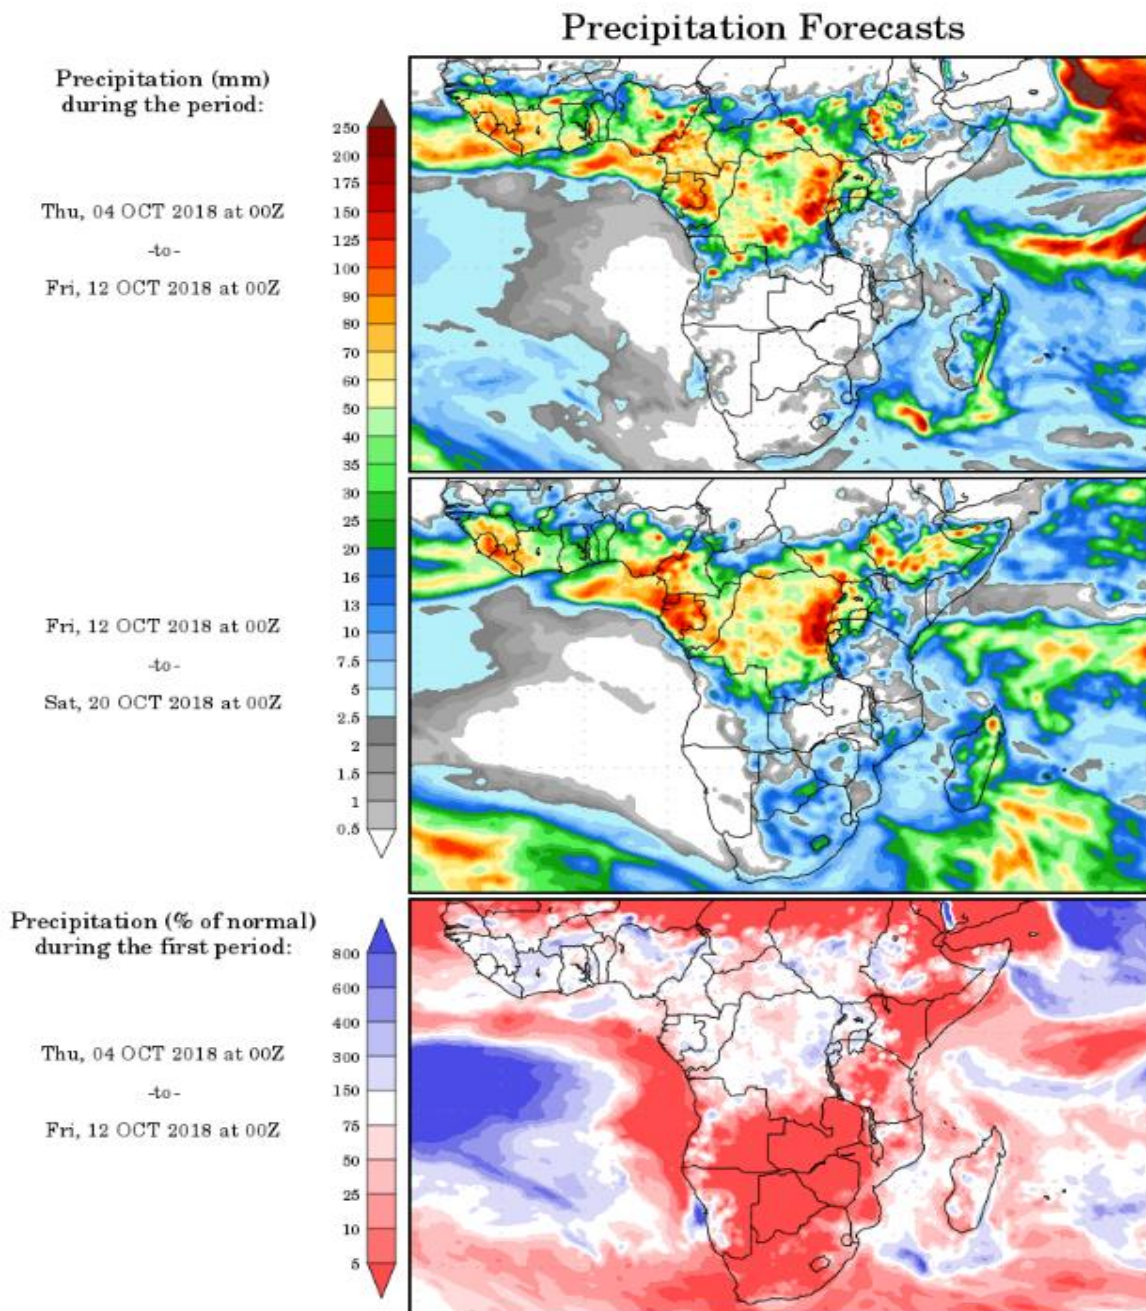 Precipitation Forecasts
Precipitation (mm)
during the period:
Thu, 04 OCT 2018 at 00Z
-to-
Fri, 12 OCT 2018 at 00Z
250
200
175
150
125
100
90
80
70
60
50
40
35
30
25
20
16
13
10
7.5
5
2.5
2
1.5
1
0.5
Fri, 12 OCT 2018 at 00Z
-to-
Sat, 20 OCT 2018 at 00Z
Precipitation (% of normal)
during the first period:
Thu, 04 OCT 2018 at 00Z
-to-
Fri, 12 OCT 2018 at 00Z
800
600
400
300
150
75
50
25
10
5